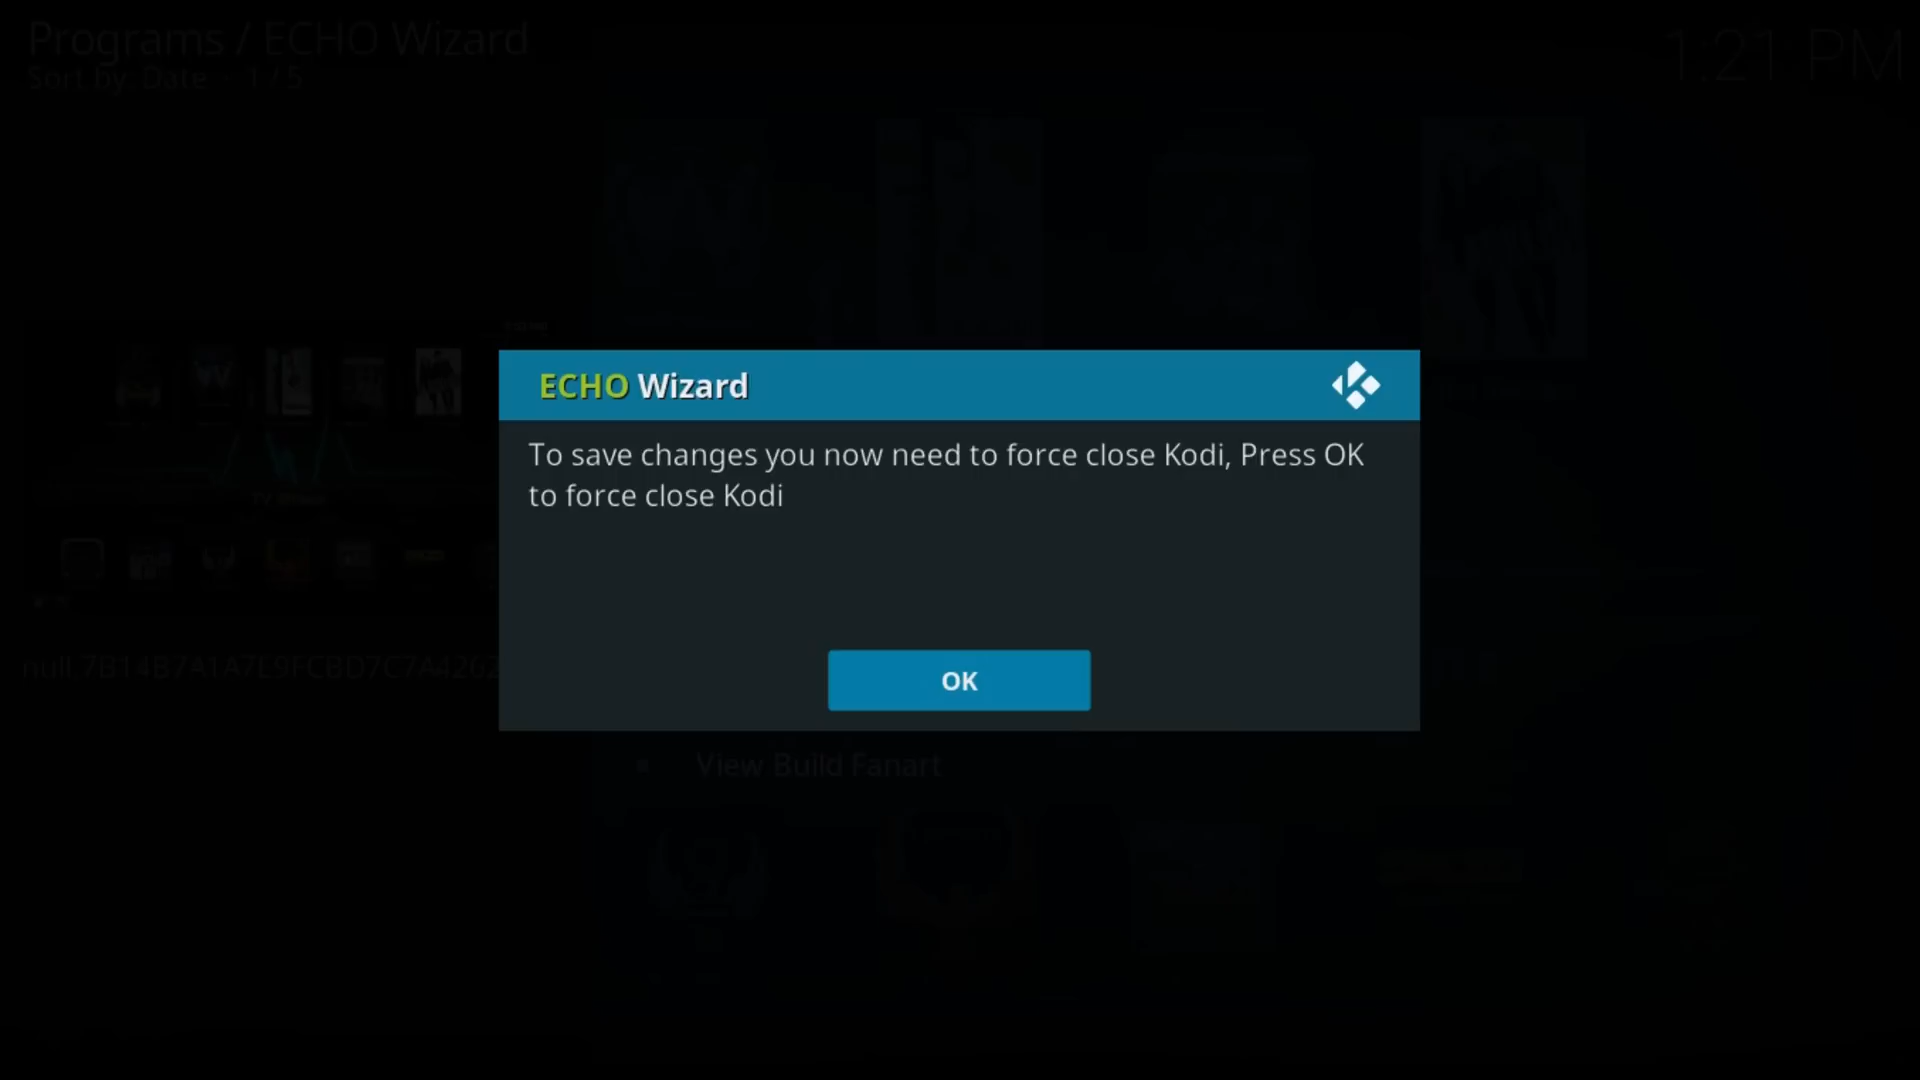 Programs / ECHO Wizard
Sort by: Date · 1 / 5
1:21 PM
ECHO Wizard
To save changes you now need to force close Kodi, Press OK
to force close Kodi
OK
View Build Fanart